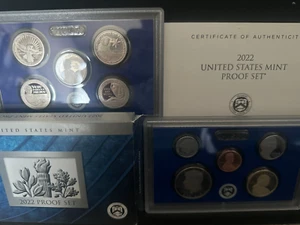 CERTIFICATE OF AUTHENTICITY
2022
UNITED STATES MINT
PROOF SET®
UNITED STATES MINT
2022 PROOF SET®